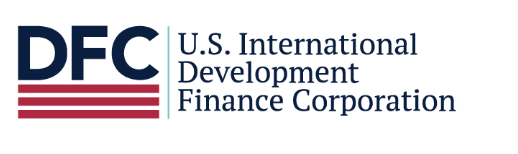 DFC
U.S. International
Development
Finance Corporation